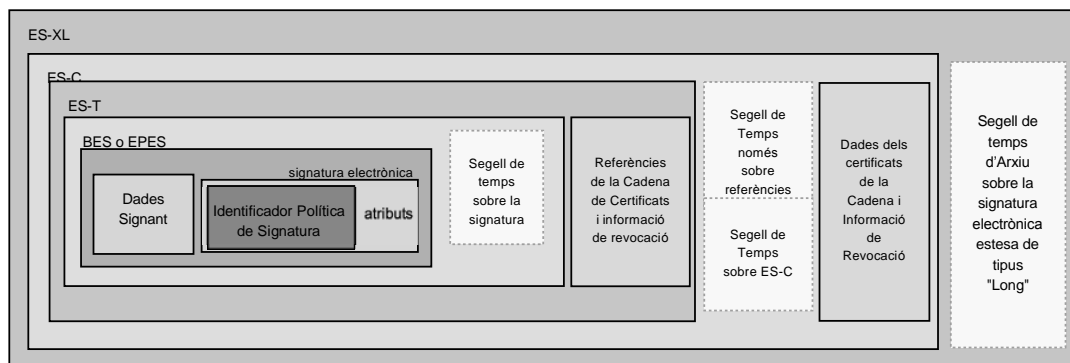 ES-XL
ES-C
ES-T
BES o EPES
signatura electrònica
Dades
Signant
Identificador Política
de Signatura
atributs
Segell de
temps
sobre la
signatura
Referències
de la Cadena
de Certificats
i informació
de revocació
Segell de
Temps
només
sobre
referències
Segell de
Temps
sobre ES-C
Dades dels
certificats
de la
Cadena i
Informació
de
Revocació
Segell de
temps
d'Arxiu
sobre la
signatura
electrònica
estesa de
tipus
"Long"